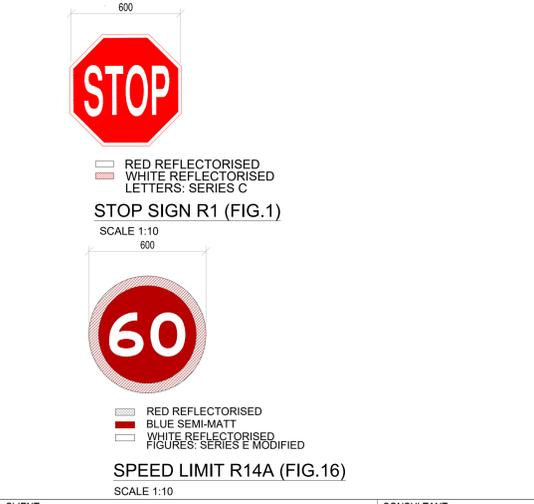 600
STOP
RED REFLECTORISED
WHITE REFLECTORISED
LETTERS: SERIES C
STOP SIGN R1 (FIG.1)
SCALE 1:10
600
60
RED REFLECTORISED
BLUE SEMI-MATT
WHITE REFLECTORISED
FIGURES: SERIES E MODIFIED
SPEED LIMIT R14A (FIG.16)
SCALE 1:10